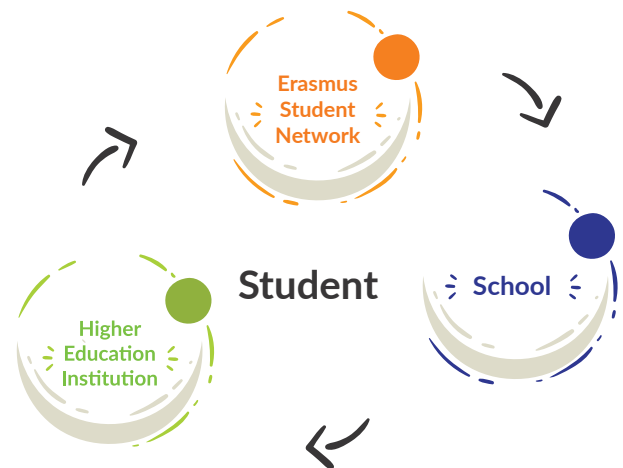 Erasmus
Student
Network
Student
School
Higher
Education
Institution